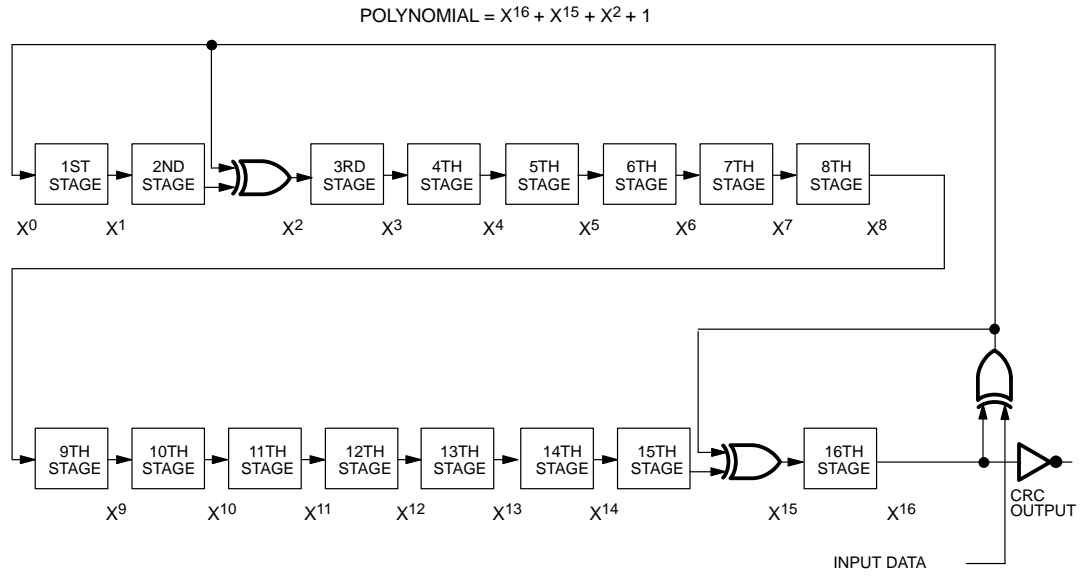 POLYNOMIAL = X16 + X15 + X2 + 1
1ST STAGE
2ND STAGE
3RD STAGE
4TH STAGE
5TH STAGE
6TH STAGE
7TH STAGE
8TH STAGE
X0
X1
X2
X3
X4
X5
X6
X7
X8
9TH STAGE
10TH STAGE
11TH STAGE
12TH STAGE
13TH STAGE
14TH STAGE
15TH STAGE
16TH STAGE
CRC OUTPUT
X9
X10
X11
X12
X13
X14
X15
X16
INPUT DATA